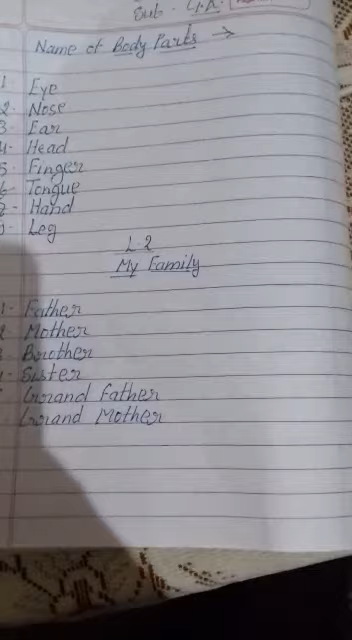 Sub - G.K.
Name of Body Parts →
1- Eye
2- Nose
3- Ear
4- Head
5- Finger
6- Tongue
7- Hand
8- Leg
L-2
My Family
1- Father
2 Mother
3 Brother
4- Sister
Grand Father
Grand Mother